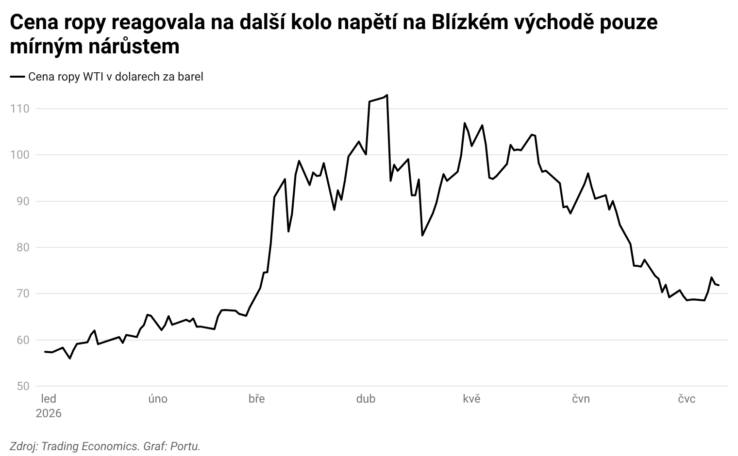 Cena ropy reagovala na další kolo napětí na Blízkém východě pouze
mírným nárůstem
Cena ropy WTI v dolarech za barel
110
100
90
80
70
60
50
led úno bře dub kvě čvn čvc
2026
Zdroj: Trading Economics. Graf: Portu.